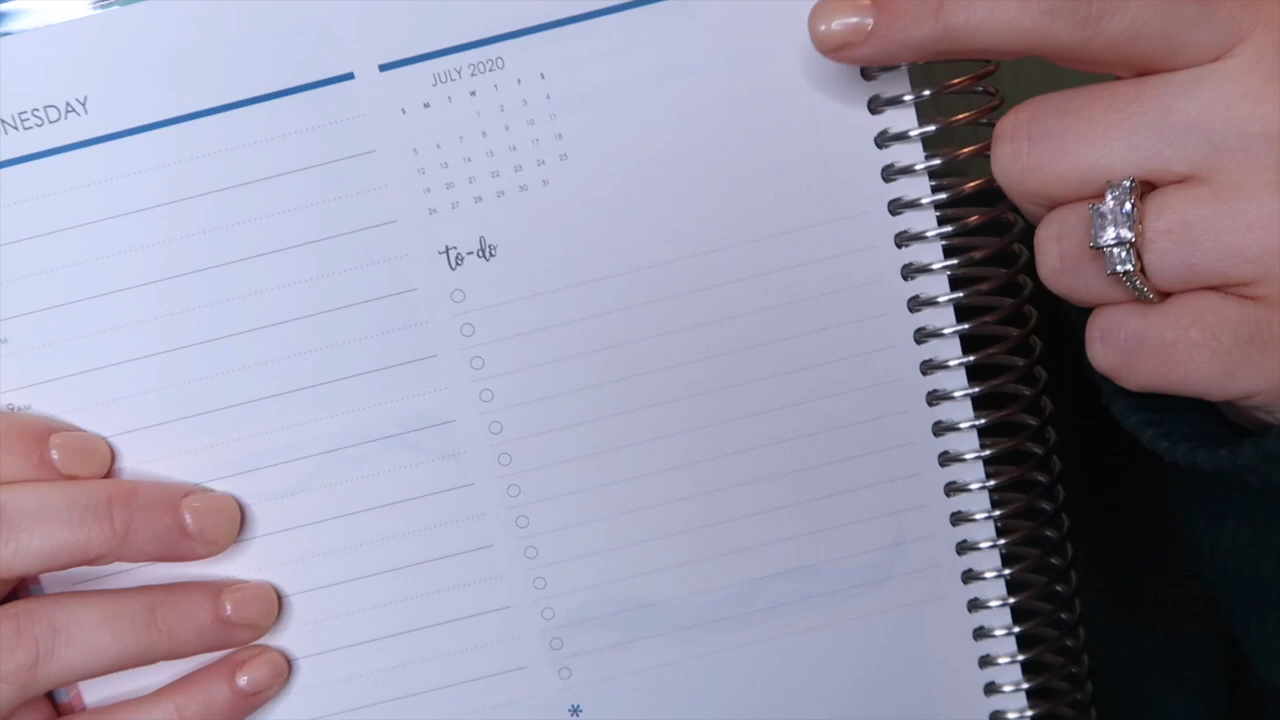 NESDAY
JULY 2020
S M T W T F S
1 2 3 4
5 6 7 8 9 10 11
12 13 14 15 16 17 18
19 20 21 22 23 24 25
26 27 28 29 30 31
to-do
9AM
*